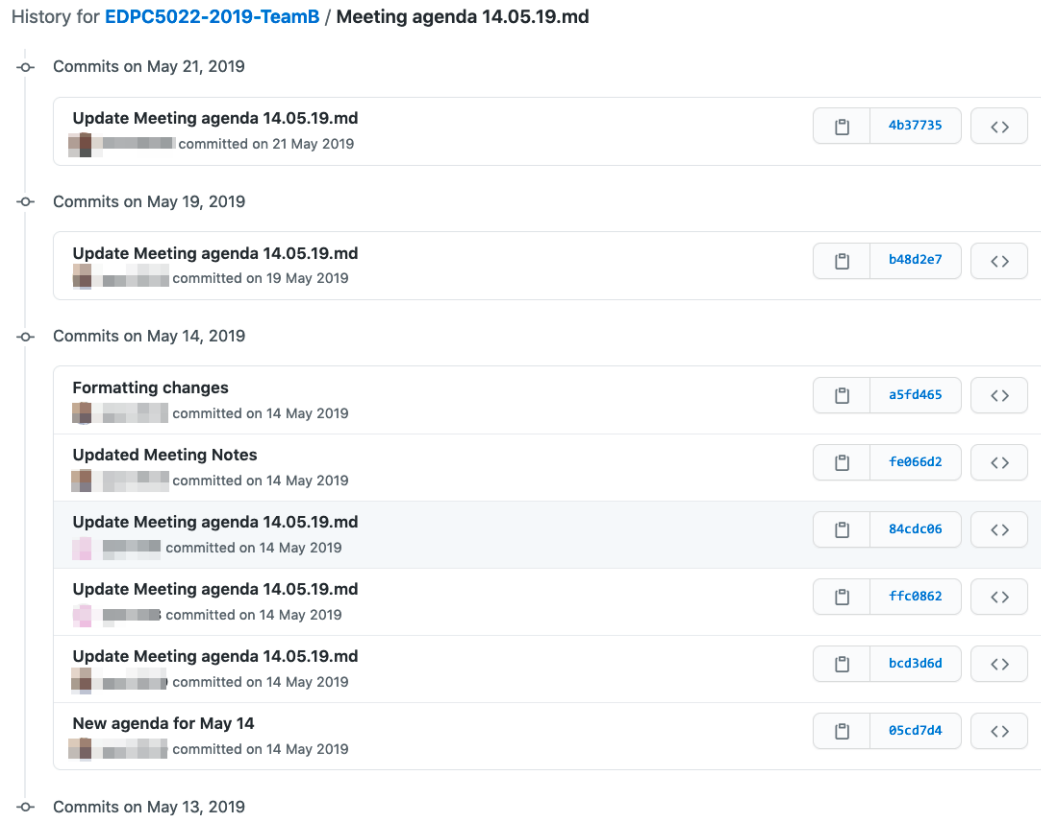 History for EDPC5022-2019-TeamB / Meeting agenda 14.05.19.md
Commits on May 21, 2019
Update Meeting agenda 14.05.19.md
committed on 21 May 2019
4b37735
Commits on May 19, 2019
Update Meeting agenda 14.05.19.md
committed on 19 May 2019
b48d2e7
Commits on May 14, 2019
Formatting changes
committed on 14 May 2019
a5fd465
Updated Meeting Notes
committed on 14 May 2019
fe066d2
Update Meeting agenda 14.05.19.md
committed on 14 May 2019
84cdc06
Update Meeting agenda 14.05.19.md
committed on 14 May 2019
ffc0862
Update Meeting agenda 14.05.19.md
committed on 14 May 2019
bcd3d6d
New agenda for May 14
committed on 14 May 2019
05cd7d4
Commits on May 13, 2019